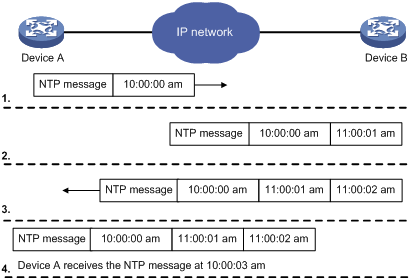 IP network
Device A
Device B
NTP message 10:00:00 am
1.
NTP message 10:00:00 am 11:00:01 am
2.
NTP message 10:00:00 am 11:00:01 am 11:00:02 am
3.
NTP message 10:00:00 am 11:00:01 am 11:00:02 am
4. Device A receives the NTP message at 10:00:03 am